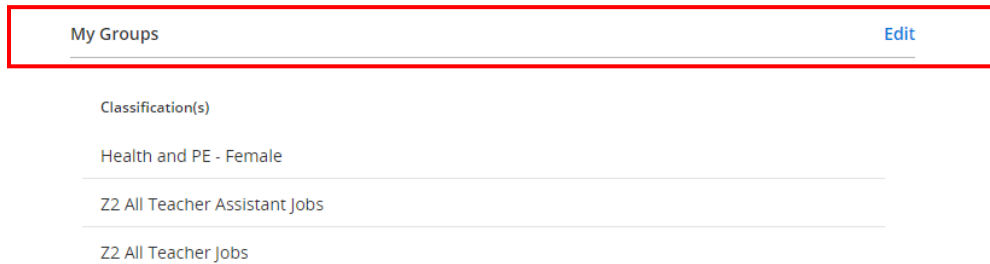 My Groups Edit
Classification(s)
Health and PE - Female
Z2 All Teacher Assistant Jobs
Z2 All Teacher Jobs